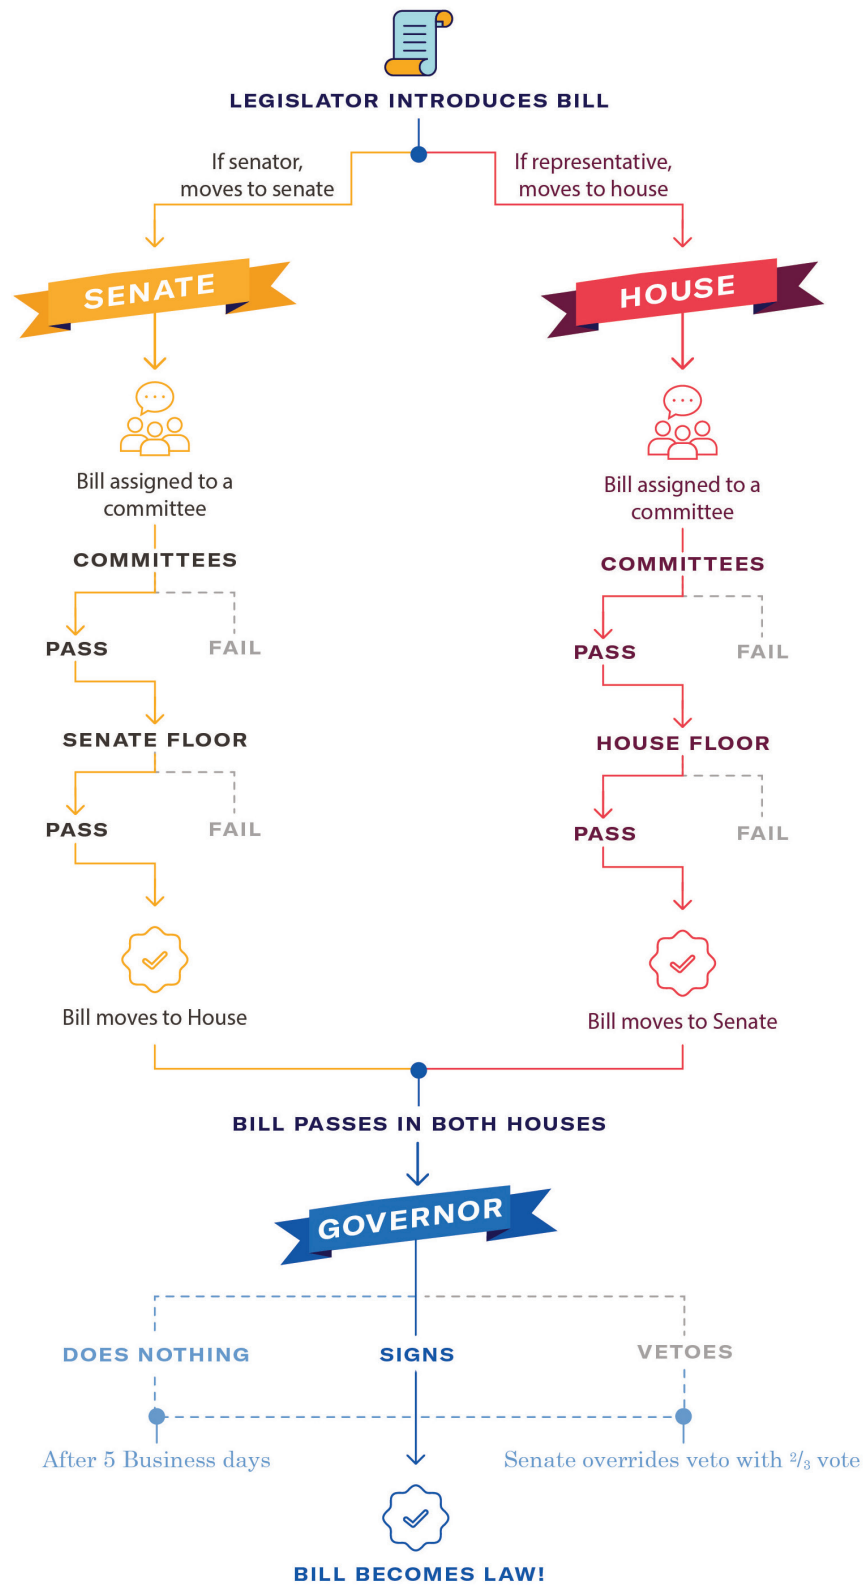 LEGISLATOR INTRODUCES BILL
If senator,
moves to senate
If representative,
moves to house
SENATE
HOUSE
Bill assigned to a
committee
Bill assigned to a
committee
COMMITTEES
COMMITTEES
PASS
FAIL
PASS
FAIL
SENATE FLOOR
HOUSE FLOOR
PASS
FAIL
PASS
FAIL
Bill moves to House
Bill moves to Senate
BILL PASSES IN BOTH HOUSES
GOVERNOR
DOES NOTHING
SIGNS
VETOES
After 5 Business days
Senate overrides veto with 2/3 vote
BILL BECOMES LAW!